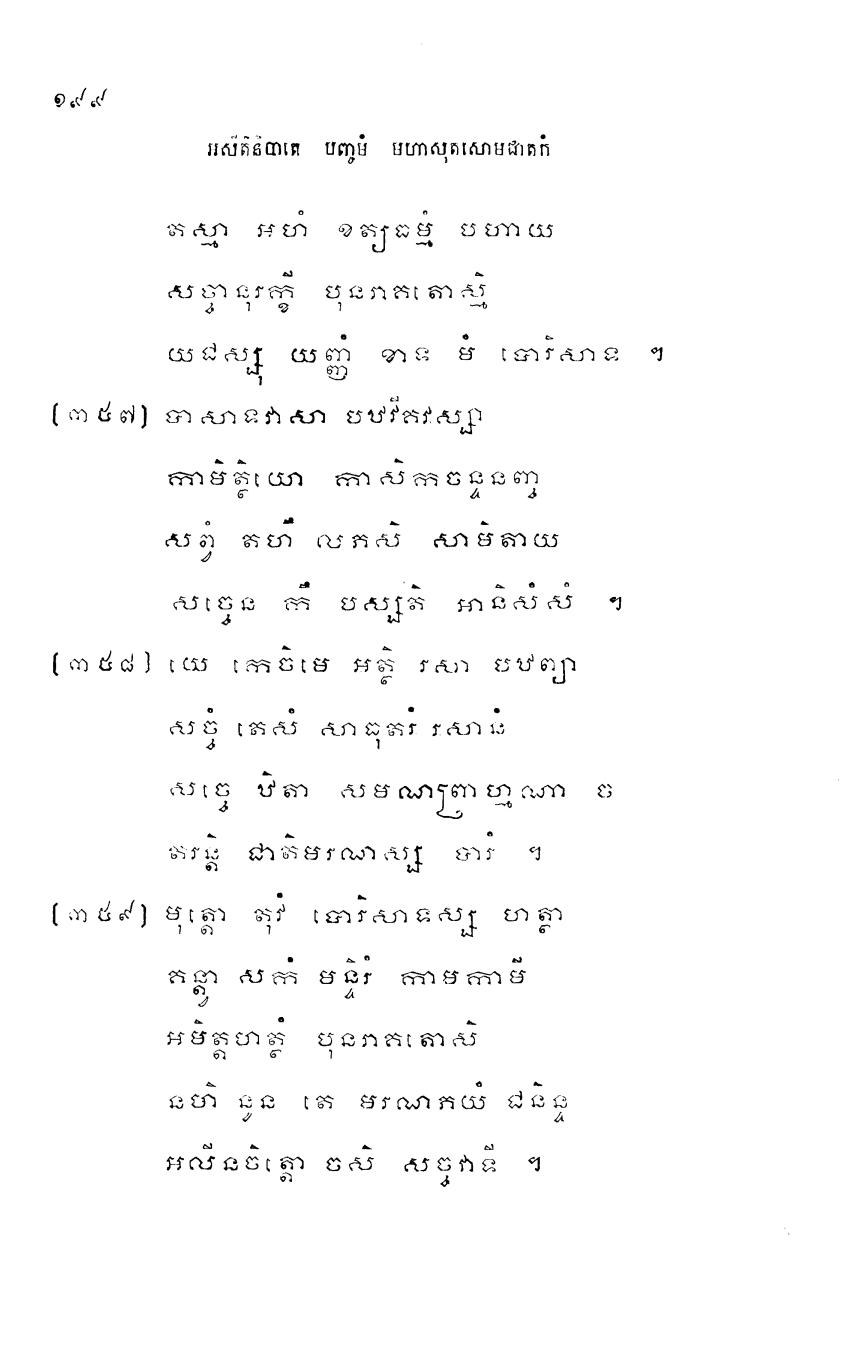 ១៩៩
អសីតិនិបាតេ បញ្ចមំ មហាសុតសោមជាតកំ
តស្មា អហំ ខត្យធម្មំ បហាយ
សច្ចានុរក្ខី បុនរាគតោស្មិ
យជស្សុ យញ្ញំ ខាទ មំ បោរិសាទ ។
(៣៥៧) បាសាទវាសា បឋវីគវស្សា
កាមិត្ថិយោ កាសិកចន្ទនញ្ច
សព្វំ តហឹ លភសិ សាមិតាយ
សច្ចេន កឹ បស្សតិ អានិសំសំ ។
(៣៥៨) យេ កេចិមេ អត្ថិ រសា បឋព្យា
សច្ចំ តេសំ សាធុតរំ រសានំ
សច្ចេ ឋិតា សមណព្រាហ្មណា ច
តរន្តិ ជាតិមរណស្ស បារំ ។
(៣៥៩) មុត្តោ តុវំ បោរិសាទស្ស ហត្ថា
គន្ត្វា សកំ មន្ទិរំ កាមកាមី
អមិត្តហត្ថំ បុនរាគតោសិ
នហិ នូន តេ មរណភយំ ជនិន្ទ
អលីនចិត្តោ ចសិ សច្ចវាទី ។